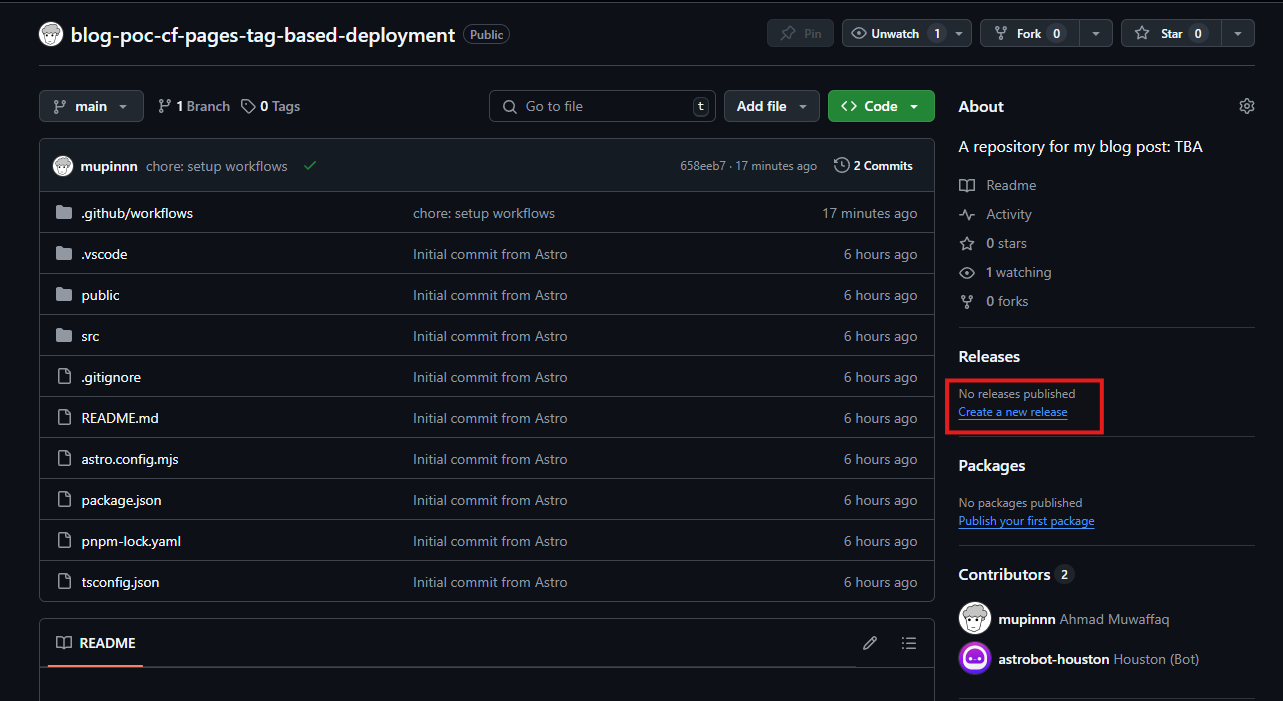 blog-poc-cf-pages-tag-based-deployment Public
Pin
Unwatch 1
Fork 0
Star 0
main
1 Branch
0 Tags
Go to file t
Add file
Code
mupinnn chore: setup workflows 658eeb7 · 17 minutes ago 2 Commits
.github/workflows chore: setup workflows 17 minutes ago
.vscode Initial commit from Astro 6 hours ago
public Initial commit from Astro 6 hours ago
src Initial commit from Astro 6 hours ago
.gitignore Initial commit from Astro 6 hours ago
README.md Initial commit from Astro 6 hours ago
astro.config.mjs Initial commit from Astro 6 hours ago
package.json Initial commit from Astro 6 hours ago
pnpm-lock.yaml Initial commit from Astro 6 hours ago
tsconfig.json Initial commit from Astro 6 hours ago
README
About
A repository for my blog post: TBA
Readme
Activity
0 stars
1 watching
0 forks
Releases
No releases published
Create a new release
Packages
No packages published
Publish your first package
Contributors 2
mupinnn Ahmad Muwaffaq
astrobot-houston Houston (Bot)